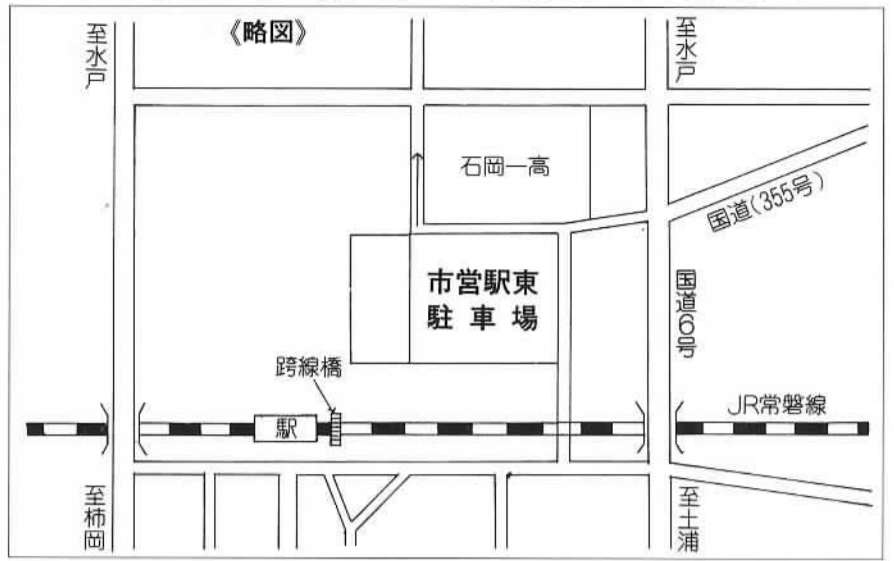 《略図》
至水戸
至水戸
石岡一高
国道(355号)
市営駅東
駐車場
国道6号
跨線橋
JR常磐線
駅
至柿岡
至土浦